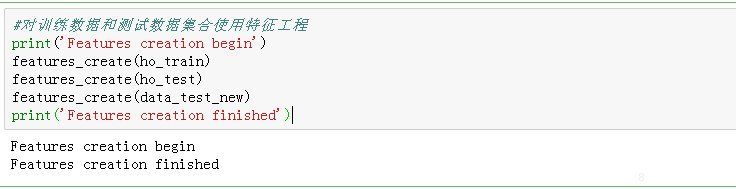 #对训练数据和测试数据集合使用特征工程
print('Features creation begin')
features_create(ho_train)
features_create(ho_test)
features_create(data_test_new)
print('Features creation finished')
Features creation begin
Features creation finished
8